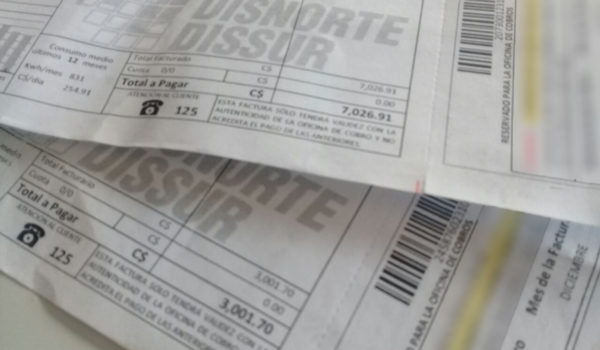 DISNORTE
DISSUR
Consumo medio
últimos 12 meses
Kwh/mes 831
C$/día 254.91
Total Facturado C$ 7,026.91
Cuota 0/0 C$ 0.00
Total a Pagar C$ 7,026.91
ATENCION AL CLIENTE
125
ESTA FACTURA SOLO TENDRÁ VALIDEZ CON LA
AUTENTICIDAD DE LA OFICINA DE COBRO Y NO
ACREDITA EL PAGO DE LAS ANTERIORES.
RESERVADO PARA LA OFICINA DE COBROS
DISNORTE
DISSUR
Total Facturado C$ 3,001.70
Cuota 0/0 C$ 0.00
Total a Pagar C$ 3,001.70
ATENCION AL CLIENTE
125
ESTA FACTURA SOLO TENDRÁ VALIDEZ CON LA
AUTENTICIDAD DE LA OFICINA DE COBRO
ACREDITA EL PAGO DE LAS ANTERIOR
PARA LA OFICINA DE COBROS
Mes de la Factur
DICIEMBRE